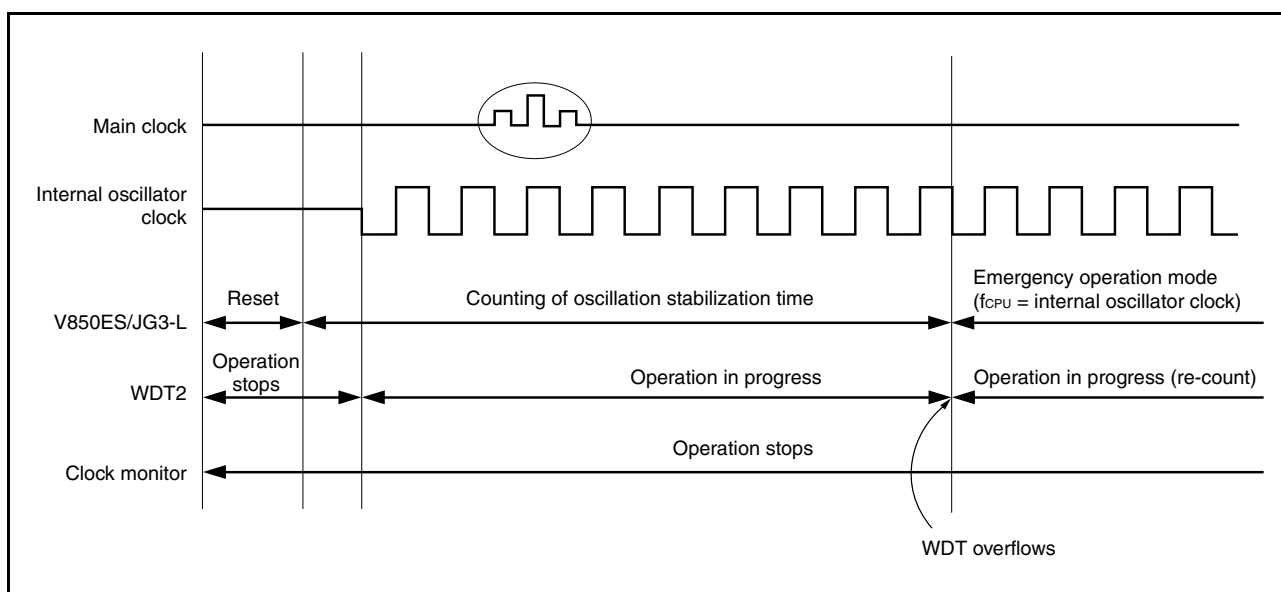 Main clock
Internal oscillator
clock
Emergency operation mode
(fCPU = internal oscillator clock)
Reset
Counting of oscillation stabilization time
V850ES/JG3-L
Operation
stops
Operation in progress
Operation in progress (re-count)
WDT2
Operation stops
Clock monitor
WDT overflows